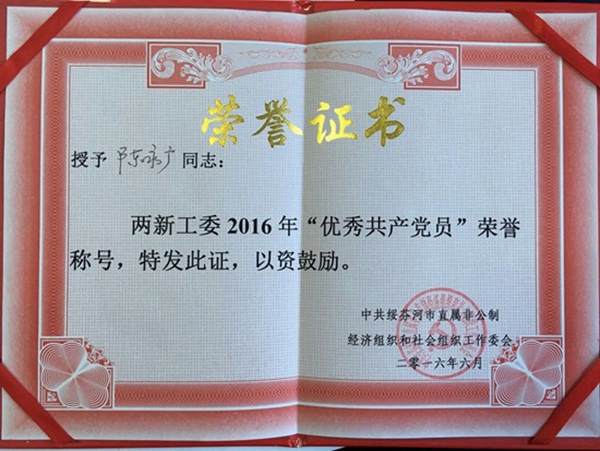 荣誉证书
授予 陈永广 同志：
两新工委 2016 年“优秀共产党员”荣誉
称号，特发此证，以资鼓励。
中共绥芬河市直属非公制
经济组织和社会组织工作委会
二零一六年六月